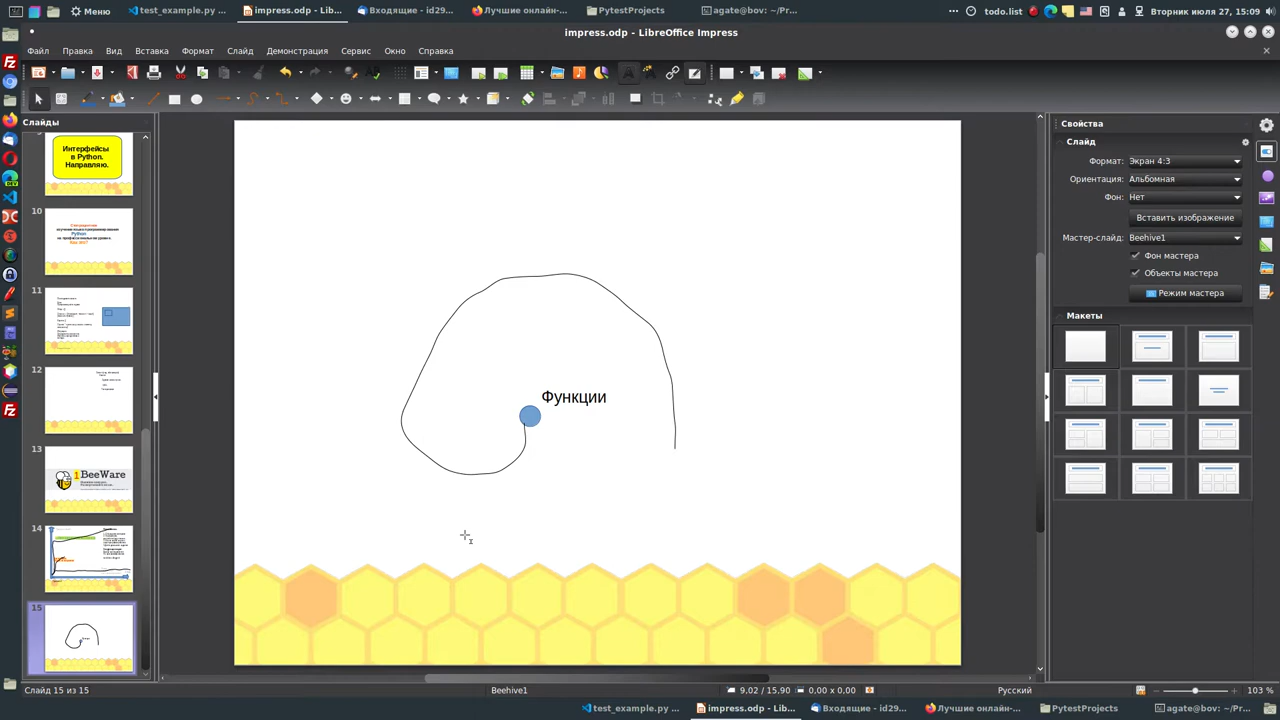 Меню
test_example.py ...
impress.odp - Lib...
Входящие - id29...
Лучшие онлайн-...
PytestProjects
agate@bov: ~/Pr...
todo.list
Вторник июля 27, 15:09
impress.odp - LibreOffice Impress
Файл
Правка
Вид
Вставка
Формат
Слайд
Демонстрация
Сервис
Окно
Справка
Слайды
Интерфейсы
в Python.
Направляю.
10
11
12
13
BeeWare
14
15
Функции
Свойства
Слайд
Формат: Экран 4:3
Ориентация: Альбомная
Фон: Нет
Вставить изображение
Мастер-слайд: Beehive1
Фон мастера
Объекты мастера
Режим мастера
Макеты
Слайд 15 из 15
Beehive1
9,02 / 15,90
0,00 x 0,00
Русский
103 %
test_example.py ...
impress.odp - Lib...
Входящие - id29...
Лучшие онлайн-...
PytestProjects
agate@bov: ~/Pr...